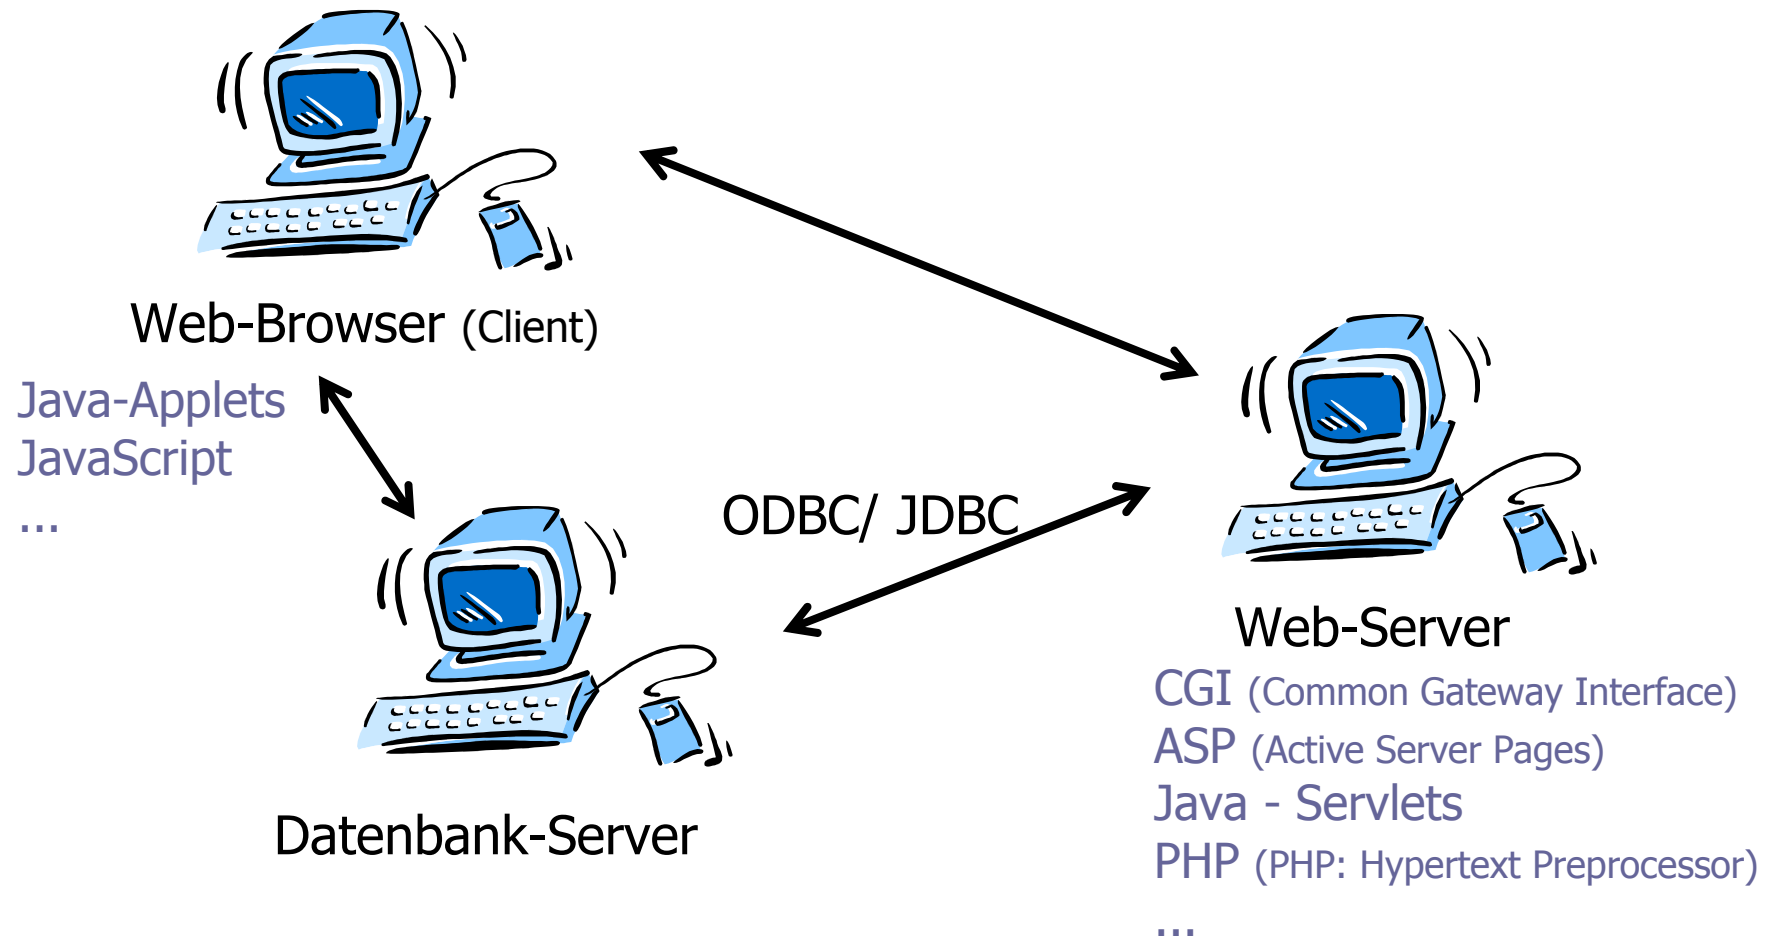 Web-Browser (Client)
Java-Applets
JavaScript
...
ODBC/ JDBC
Web-Server
CGI (Common Gateway Interface)
ASP (Active Server Pages)
Java - Servlets
PHP (PHP: Hypertext Preprocessor)
...
Datenbank-Server